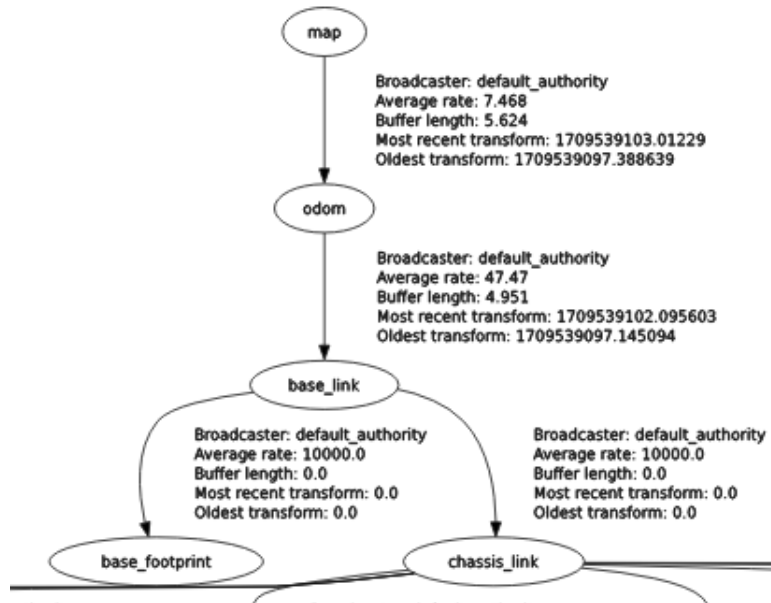 map
Broadcaster: default_authority
Average rate: 7.468
Buffer length: 5.624
Most recent transform: 1709539103.01229
Oldest transform: 1709539097.388639
odom
Broadcaster: default_authority
Average rate: 47.47
Buffer length: 4.951
Most recent transform: 1709539102.095603
Oldest transform: 1709539097.145094
base_link
Broadcaster: default_authority
Average rate: 10000.0
Buffer length: 0.0
Most recent transform: 0.0
Oldest transform: 0.0
Broadcaster: default_authority
Average rate: 10000.0
Buffer length: 0.0
Most recent transform: 0.0
Oldest transform: 0.0
base_footprint
chassis_link